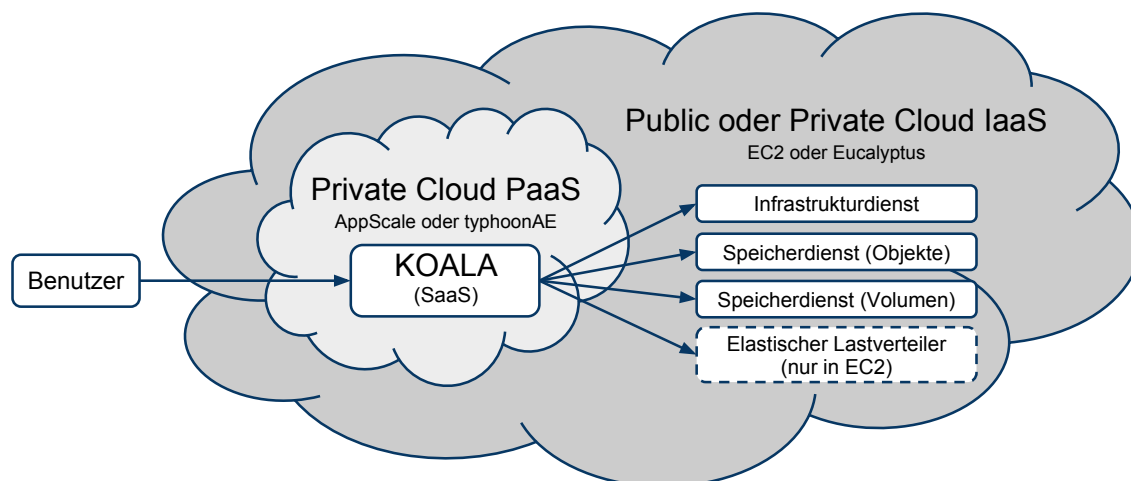 Public oder Private Cloud IaaS
EC2 oder Eucalyptus
Private Cloud PaaS
AppScale oder typhoonAE
Benutzer
KOALA
(SaaS)
Infrastrukturdienst
Speicherdienst (Objekte)
Speicherdienst (Volumen)
Elastischer Lastverteiler
(nur in EC2)